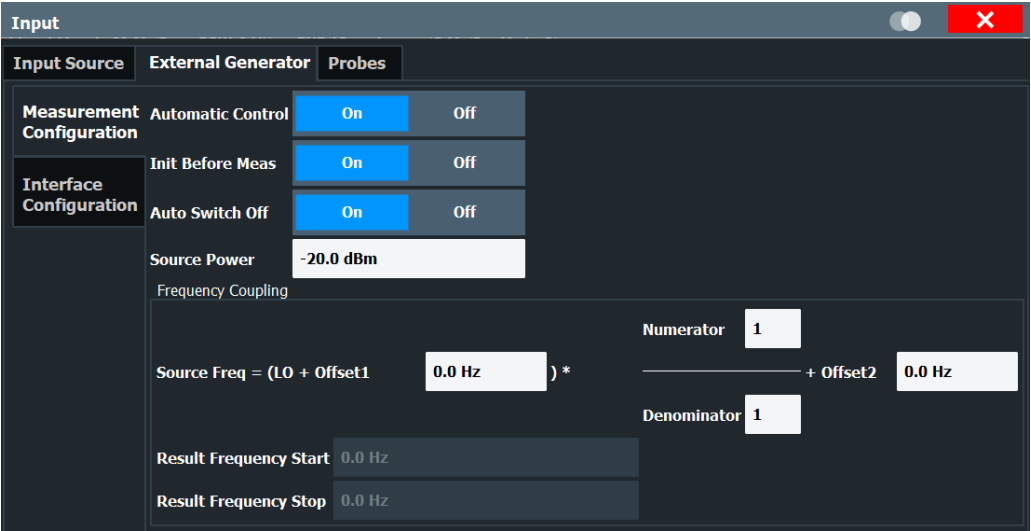 Input
Input Source External Generator Probes
Measurement Configuration
Interface Configuration
Automatic Control On Off
Init Before Meas On Off
Auto Switch Off On Off
Source Power -20.0 dBm
Frequency Coupling
Numerator 1
Source Freq = (LO + Offset1 0.0 Hz ) * + Offset2 0.0 Hz
Denominator 1
Result Frequency Start 0.0 Hz
Result Frequency Stop 0.0 Hz